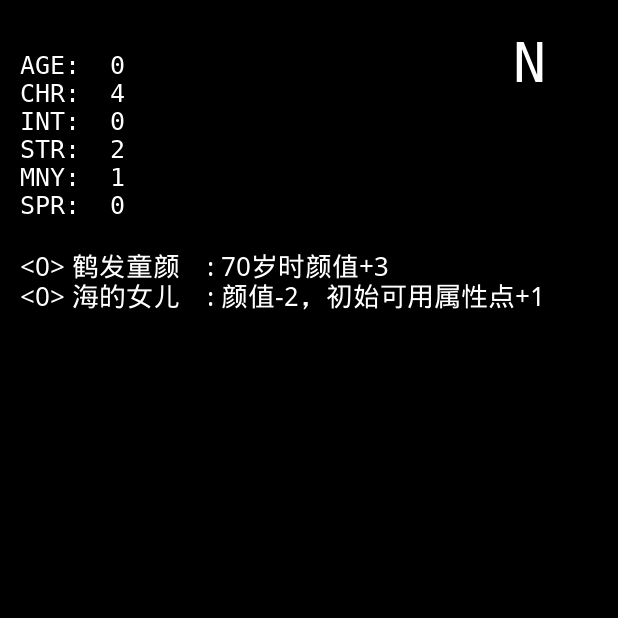 N
AGE: 0
CHR: 4
INT: 0
STR: 2
MNY: 1
SPR: 0
<0> 鹤发童颜 : 70岁时颜值+3
<0> 海的女儿 : 颜值-2，初始可用属性点+1